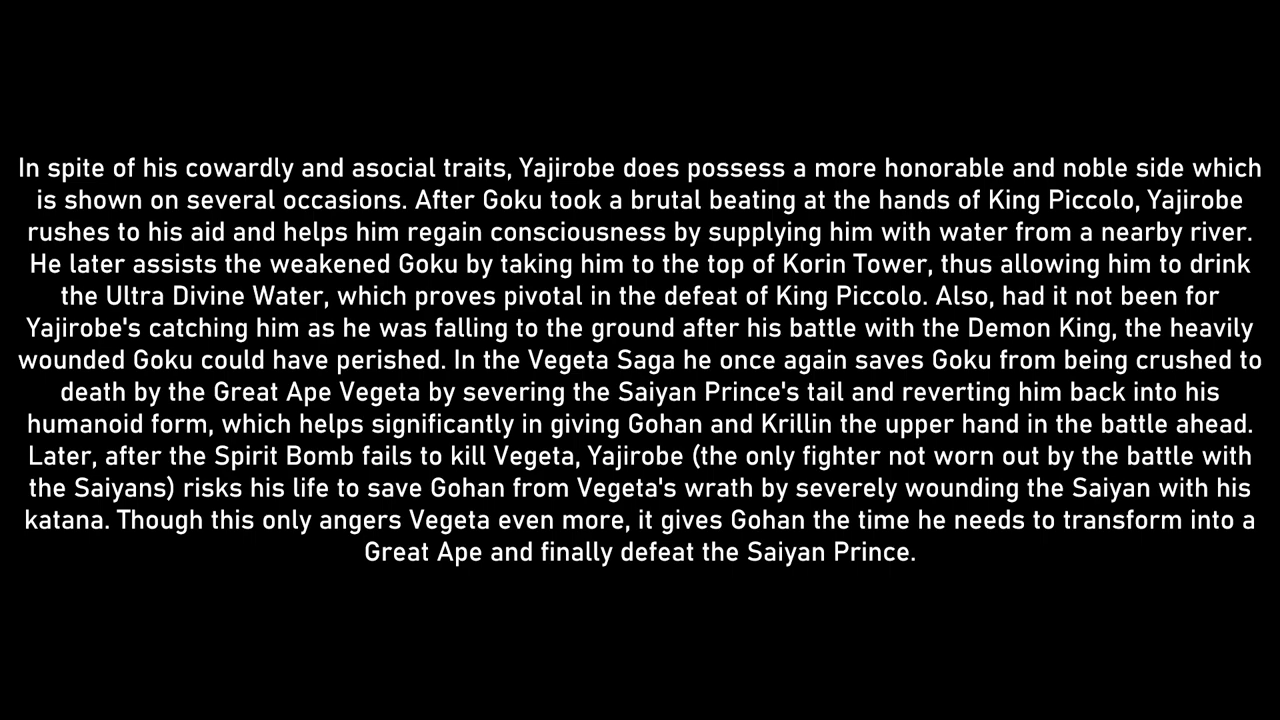 In spite of his cowardly and asocial traits, Yajirobe does possess a more honorable and noble side which
is shown on several occasions. After Goku took a brutal beating at the hands of King Piccolo, Yajirobe
rushes to his aid and helps him regain consciousness by supplying him with water from a nearby river.
He later assists the weakened Goku by taking him to the top of Korin Tower, thus allowing him to drink
the Ultra Divine Water, which proves pivotal in the defeat of King Piccolo. Also, had it not been for
Yajirobe's catching him as he was falling to the ground after his battle with the Demon King, the heavily
wounded Goku could have perished. In the Vegeta Saga he once again saves Goku from being crushed to
death by the Great Ape Vegeta by severing the Saiyan Prince's tail and reverting him back into his
humanoid form, which helps significantly in giving Gohan and Krillin the upper hand in the battle ahead.
Later, after the Spirit Bomb fails to kill Vegeta, Yajirobe (the only fighter not worn out by the battle with
the Saiyans) risks his life to save Gohan from Vegeta's wrath by severely wounding the Saiyan with his
katana. Though this only angers Vegeta even more, it gives Gohan the time he needs to transform into a
Great Ape and finally defeat the Saiyan Prince.